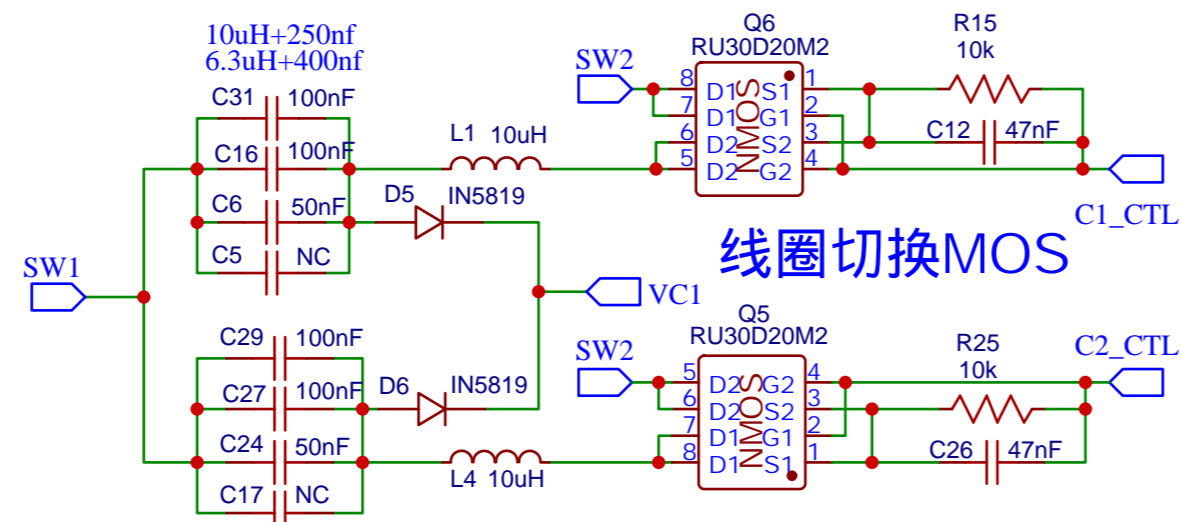 10uH+250nf
6.3uH+400nf
C31 100nF
C16 100nF
C6 50nF
C5 NC
L1 10uH
D5 IN5819
SW1
VC1
C29 100nF
C27 100nF
C24 50nF
C17 NC
D6 IN5819
L4 10uH
Q6
RU30D20M2
SW2
8 D1 S1 1
7 D1 G1 2
6 D2 S2 3
5 D2 G2 4
NMOS
R15
10k
C12 47nF
C1_CTL
线圈切换MOS
Q5
RU30D20M2
SW2
5 D2 G2 4
6 D2 S2 3
7 D1 G1 2
8 D1 S1 1
NMOS
R25
10k
C26 47nF
C2_CTL